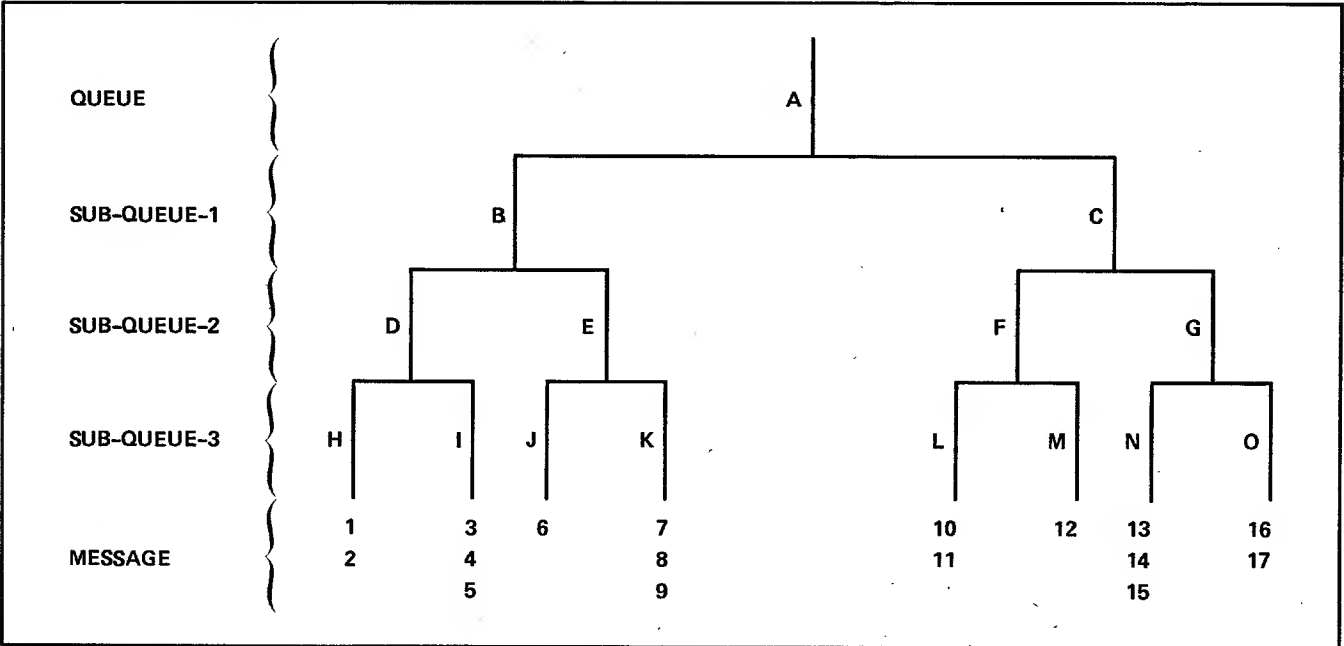 QUEUE A
SUB-QUEUE-1 B C
SUB-QUEUE-2 D E F G
SUB-QUEUE-3 H I J K L M N O
1 3 6 7 10 12 13 16
MESSAGE 2 4 8 11 14 17
5 9 15